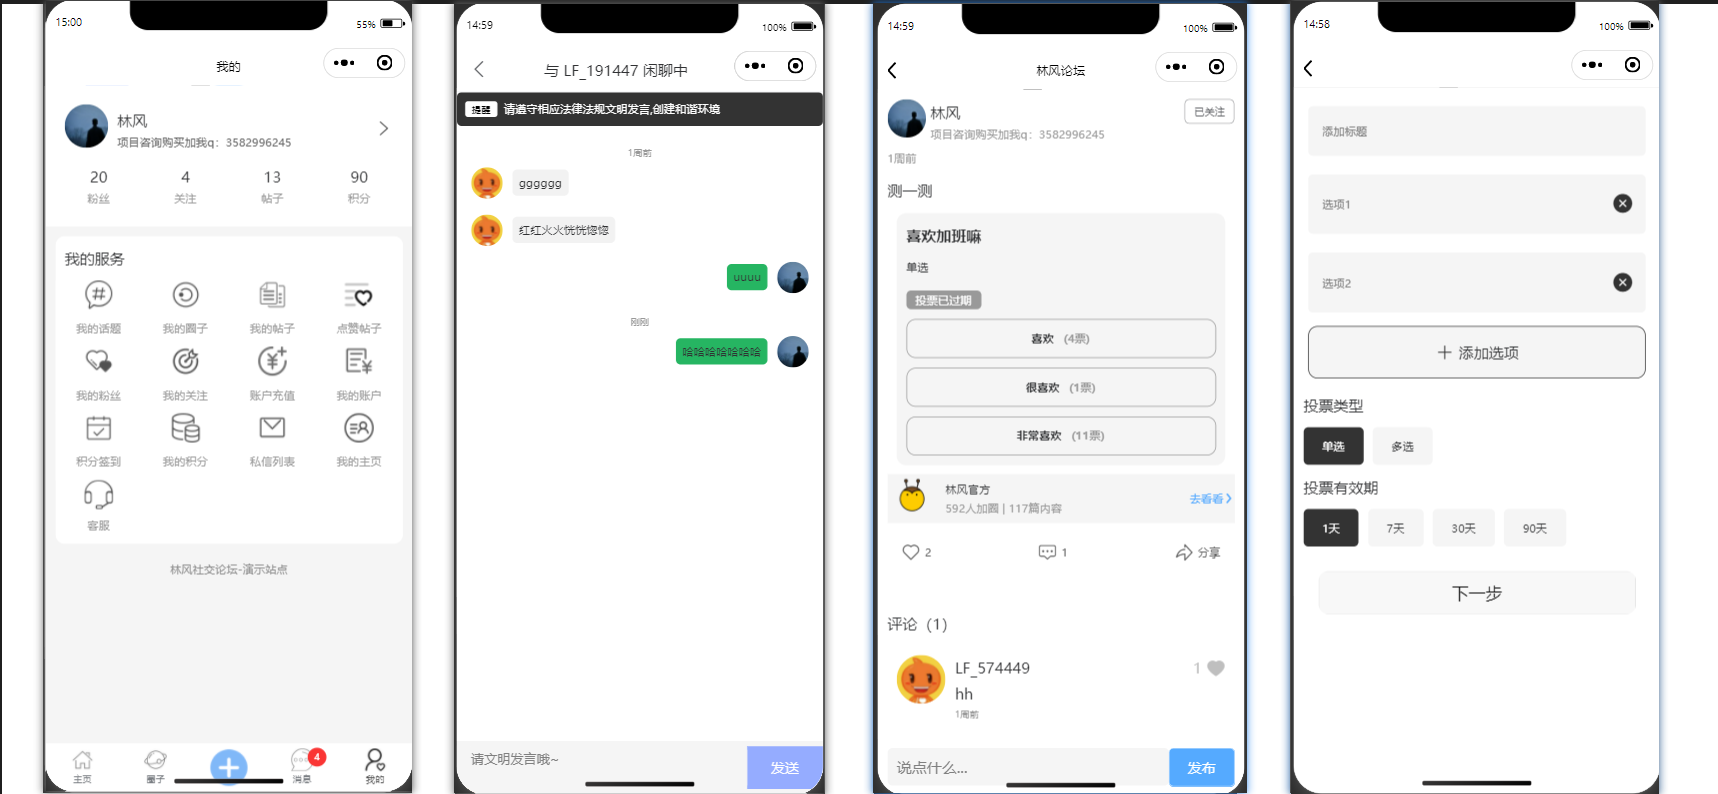 15:00
55%
我的
林风
项目咨询购买加我q：3582996245
20
4
13
90
粉丝
关注
帖子
积分
我的服务
我的话题
我的圈子
我的帖子
点赞帖子
我的粉丝
我的关注
账户充值
我的账户
积分签到
我的积分
私信列表
我的主页
客服
林风社交论坛-演示站点
4
主页
圈子
消息
我的
14:59
100%
与 LF_191447 闲聊中
提醒 请遵守相应法律法规文明发言,创建和谐环境
1周前
gggggg
红红火火恍恍惚惚
uuuu
刚刚
哈哈哈哈哈哈哈
请文明发言哦~
发送
14:59
100%
林风论坛
林风
已关注
项目咨询购买加我q：3582996245
1周前
测一测
喜欢加班嘛
单选
投票已过期
喜欢 (4票)
很喜欢 (1票)
非常喜欢 (11票)
林风官方
592人加圈 | 117篇内容
去看看
2
1
分享
评论（1）
LF_574449
1
hh
1周前
说点什么...
发布
14:58
100%
添加标题
选项1
选项2
添加选项
投票类型
单选
多选
投票有效期
1天
7天
30天
90天
下一步